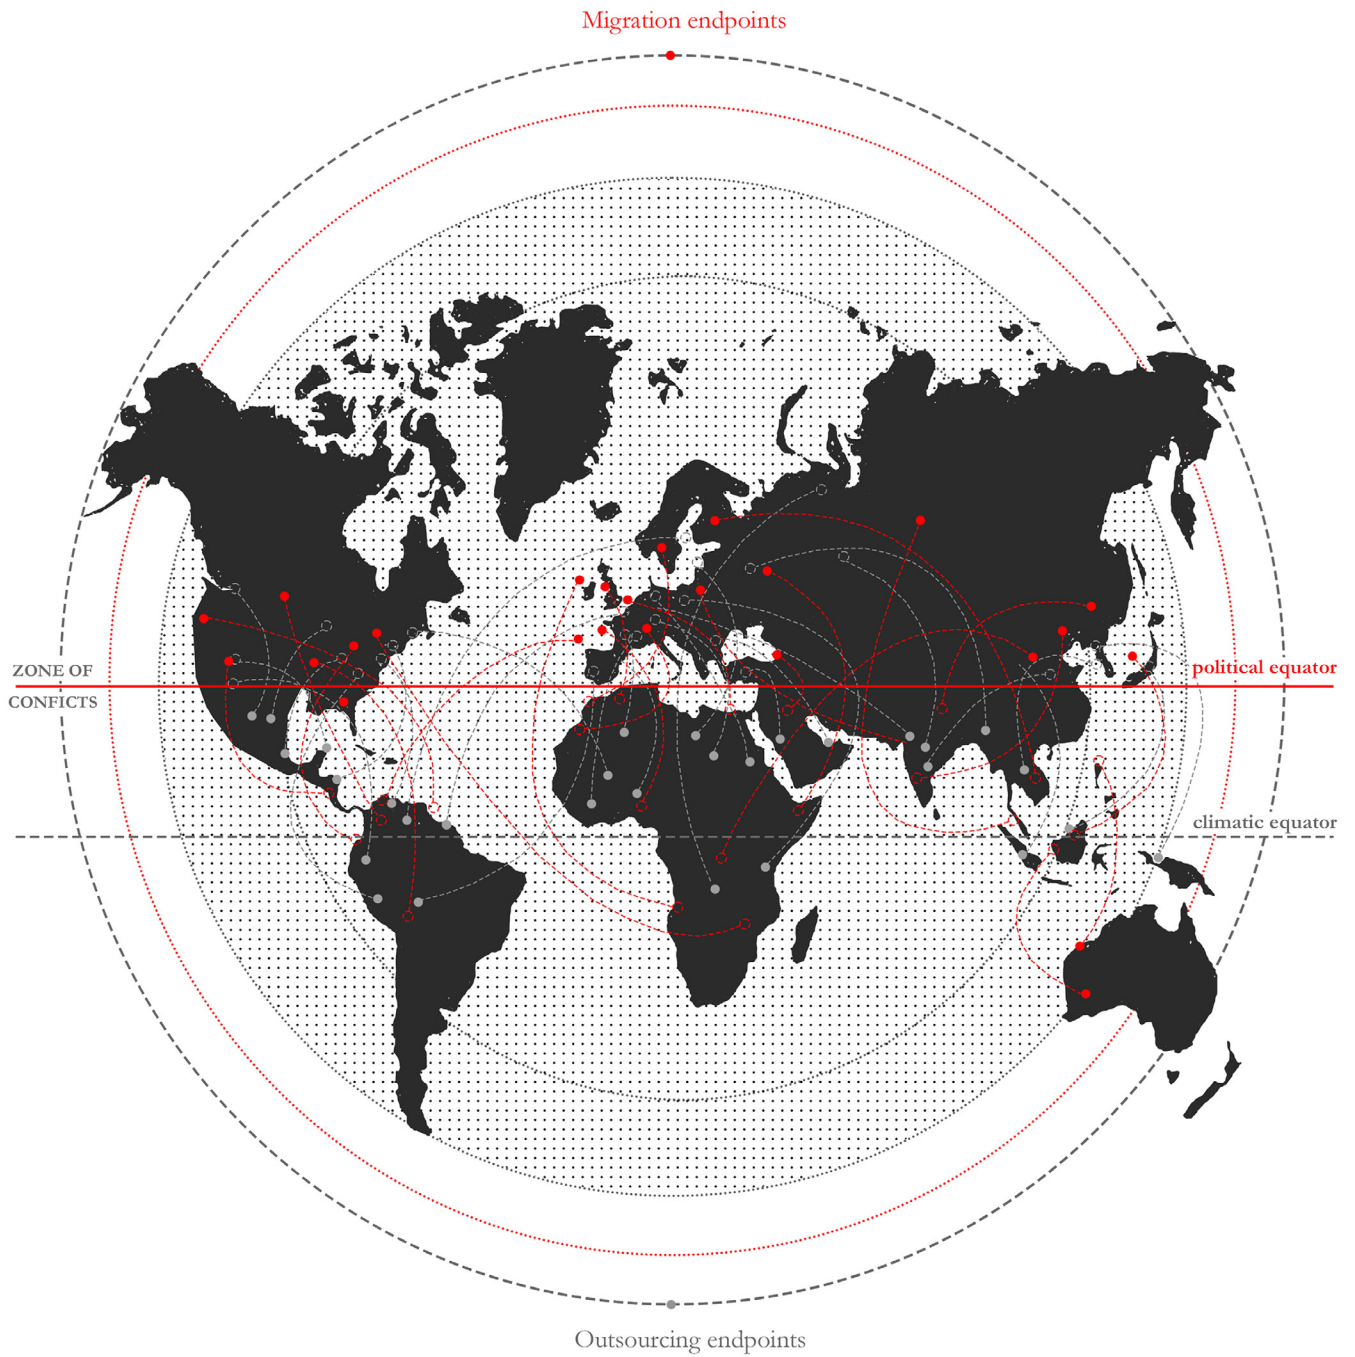 Migration endpoints
ZONE OF
CONFICTS
political equator
climatic equator
Outsourcing endpoints